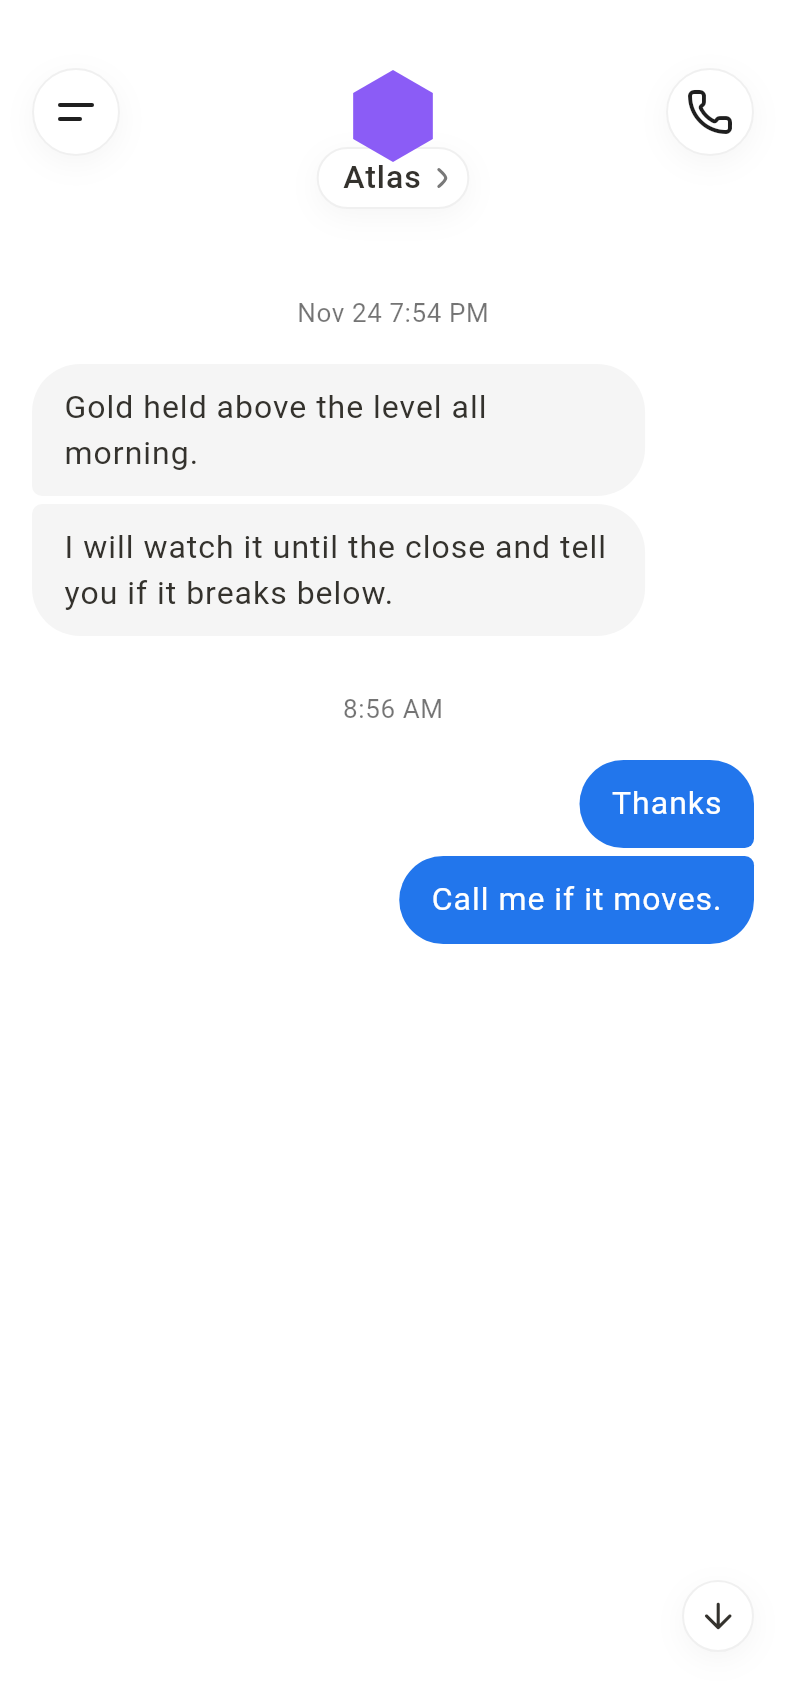 Atlas
Nov 24 7:54 PM
Gold held above the level all
morning.
I will watch it until the close and tell
you if it breaks below.
8:56 AM
Thanks
Call me if it moves.